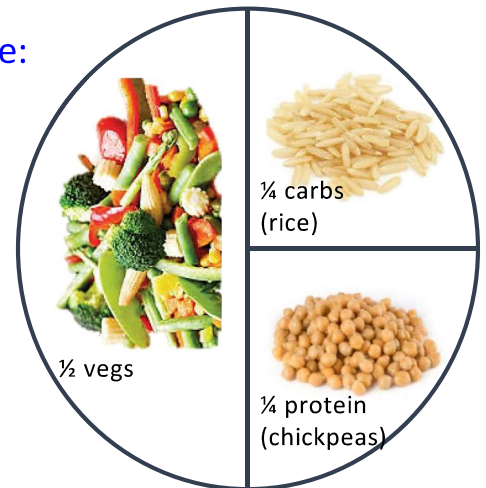 e:
¼ carbs
(rice)
½ vegs
¼ protein
(chickpeas)